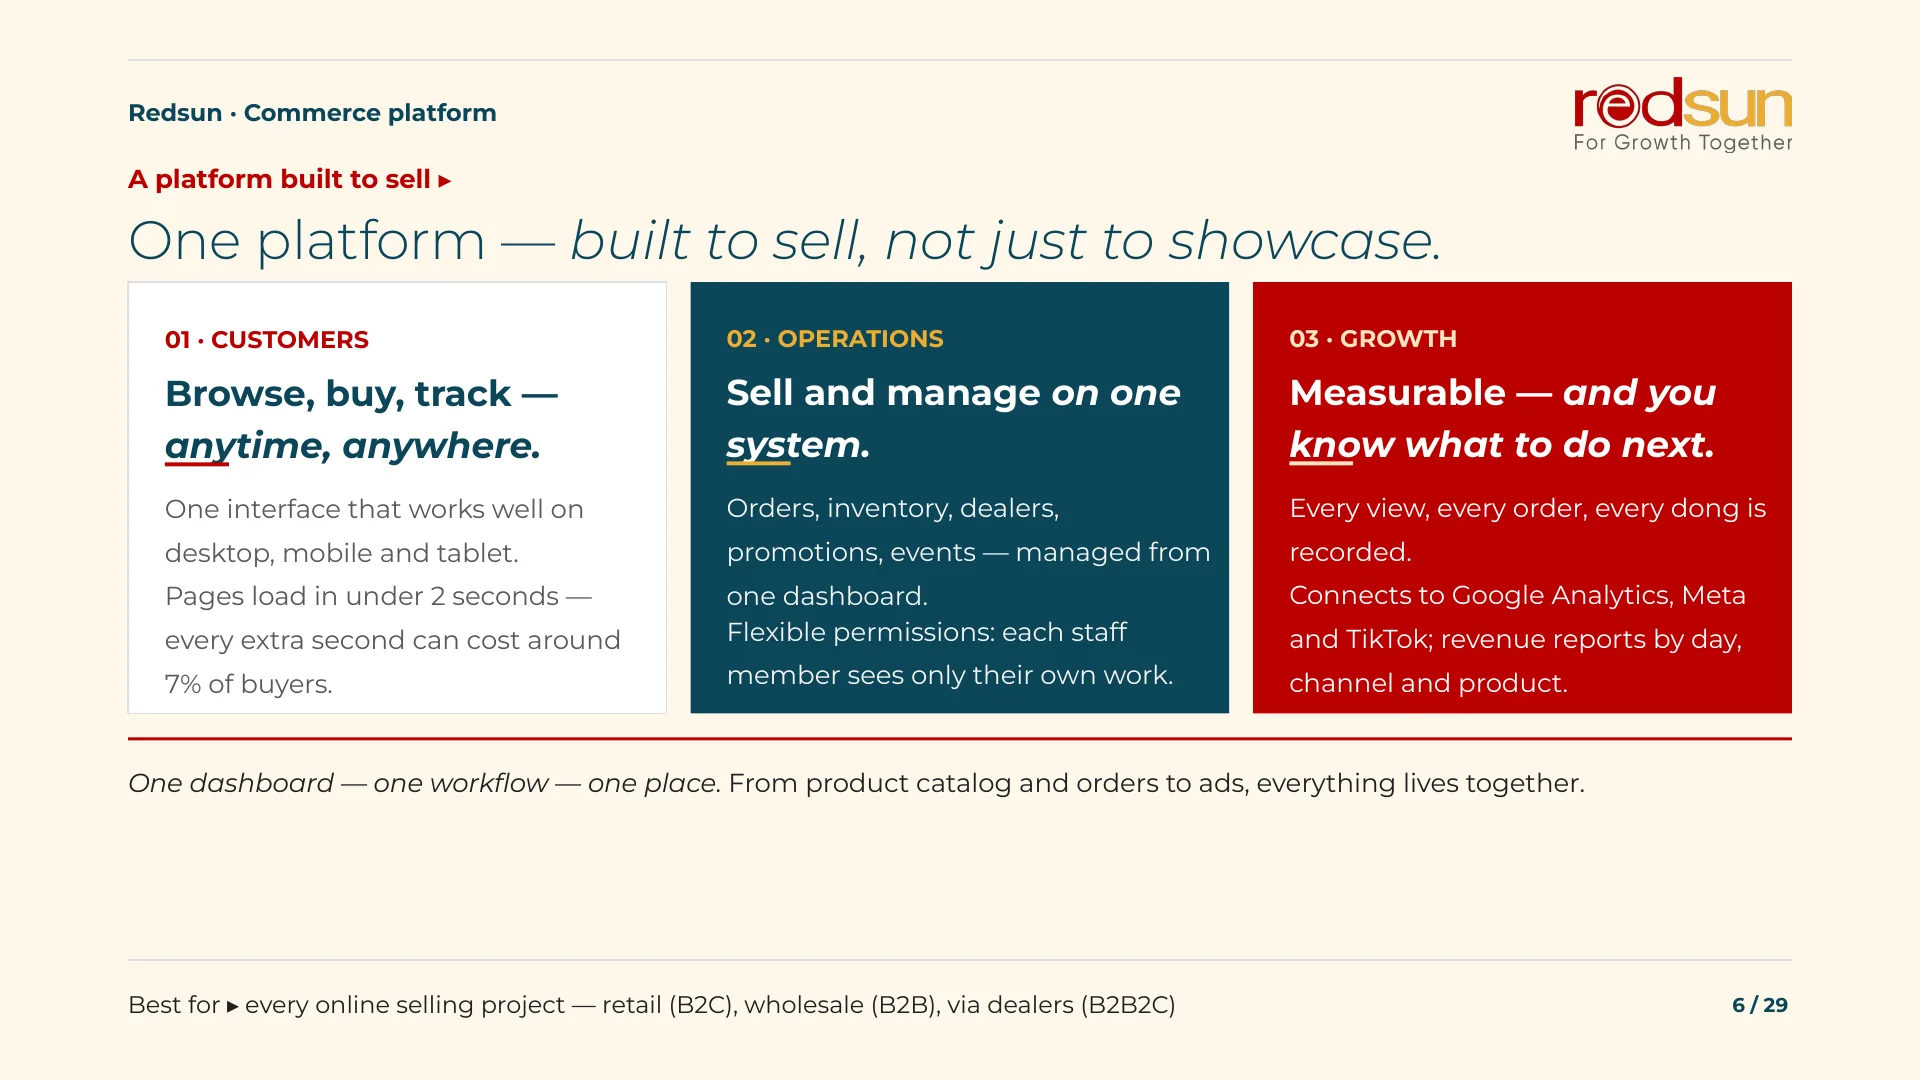 Redsun · Commerce platform
redsun
For Growth Together
A platform built to sell ▸
One platform — built to sell, not just to showcase.
01 · CUSTOMERS
Browse, buy, track —
anytime, anywhere.
One interface that works well on
desktop, mobile and tablet.
Pages load in under 2 seconds —
every extra second can cost around
7% of buyers.
02 · OPERATIONS
Sell and manage on one
system.
Orders, inventory, dealers,
promotions, events — managed from
one dashboard.
Flexible permissions: each staff
member sees only their own work.
03 · GROWTH
Measurable — and you
know what to do next.
Every view, every order, every dong is
recorded.
Connects to Google Analytics, Meta
and TikTok; revenue reports by day,
channel and product.
One dashboard — one workflow — one place. From product catalog and orders to ads, everything lives together.
Best for ▸ every online selling project — retail (B2C), wholesale (B2B), via dealers (B2B2C)
6 / 29